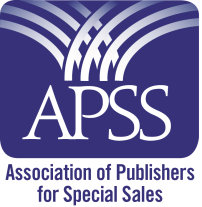 APSS
Association of Publishers
for Special Sales